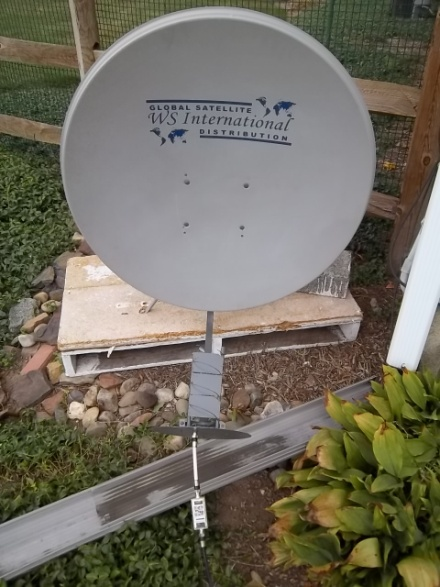 GLOBAL SATELLITE
WS International
DISTRIBUTION